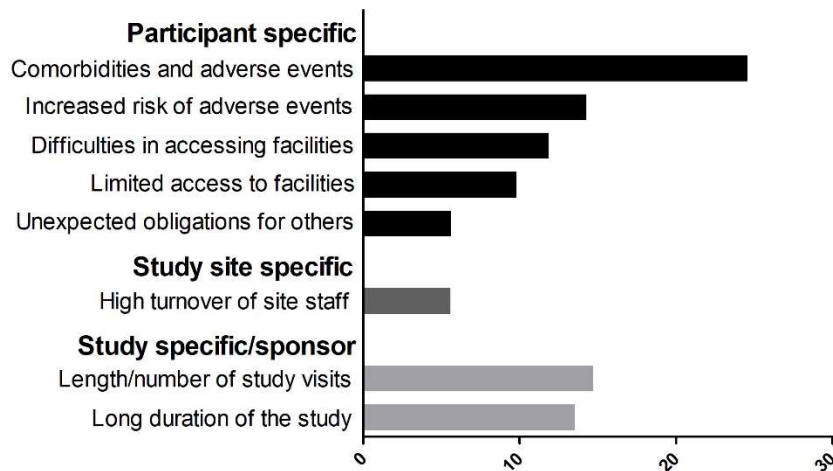 Participant specific
Comorbidities and adverse events
Increased risk of adverse events
Difficulties in accessing facilities
Limited access to facilities
Unexpected obligations for others
Study site specific
High turnover of site staff
Study specific/sponsor
Length/number of study visits
Long duration of the study
0 10 20 30